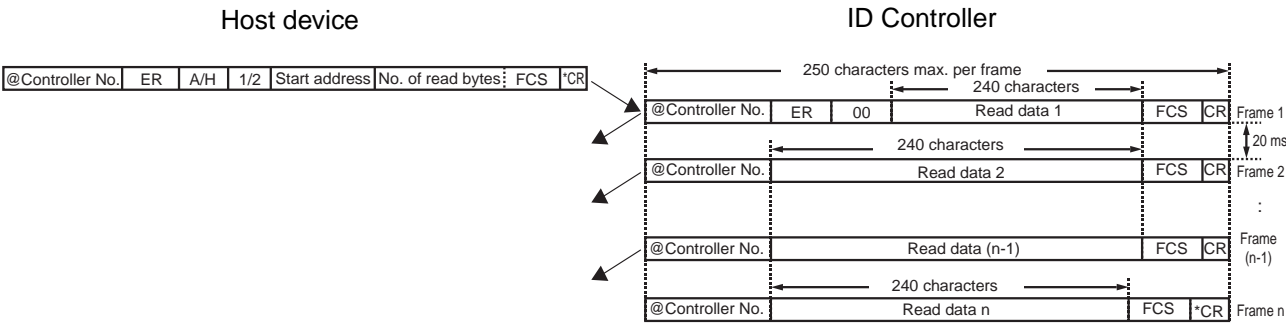 Host device
ID Controller
@Controller No. ER A/H 1/2 Start address No. of read bytes FCS *CR
250 characters max. per frame
240 characters
@Controller No. ER 00 Read data 1 FCS CR Frame 1
20 ms
240 characters
@Controller No. Read data 2 FCS CR Frame 2
:
@Controller No. Read data (n-1) FCS CR Frame
(n-1)
240 characters
@Controller No. Read data n FCS *CR Frame n